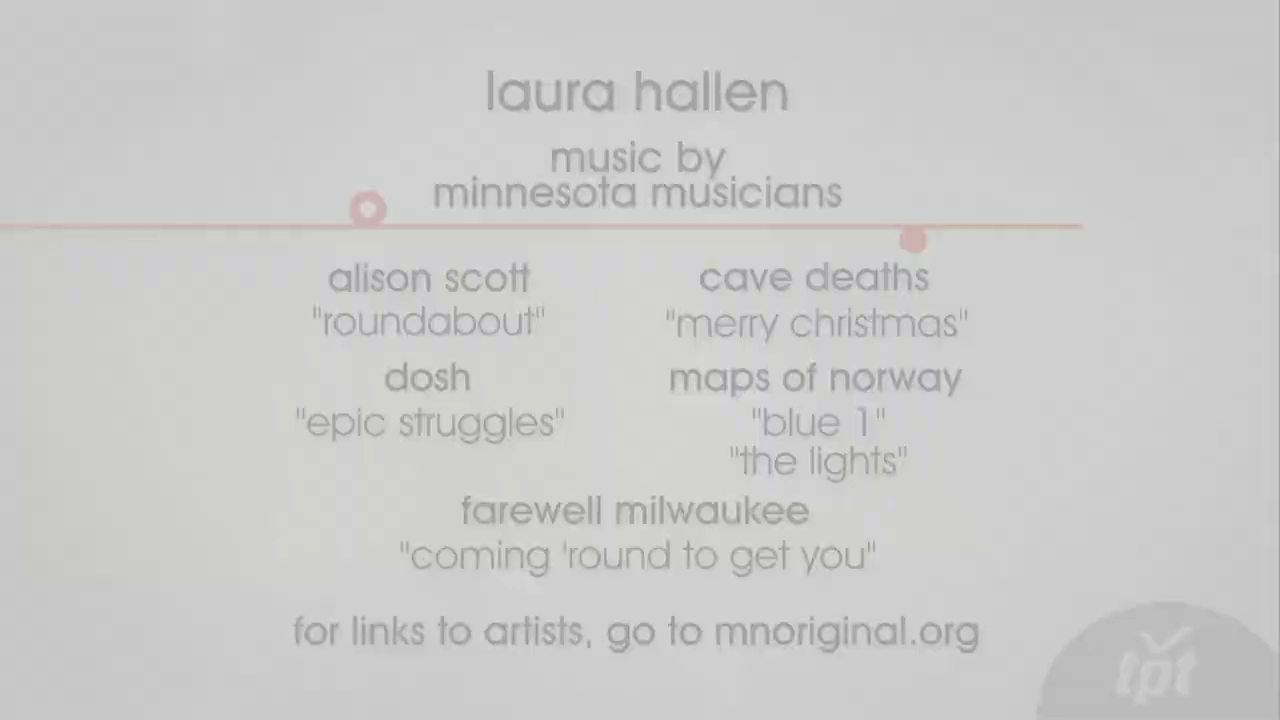 laura hallen
music by
minnesota musicians
alison scott
"roundabout"
cave deaths
"merry christmas"
dosh
"epic struggles"
maps of norway
"blue 1"
"the lights"
farewell milwaukee
"coming 'round to get you"
for links to artists, go to mnoriginal.org
tpt